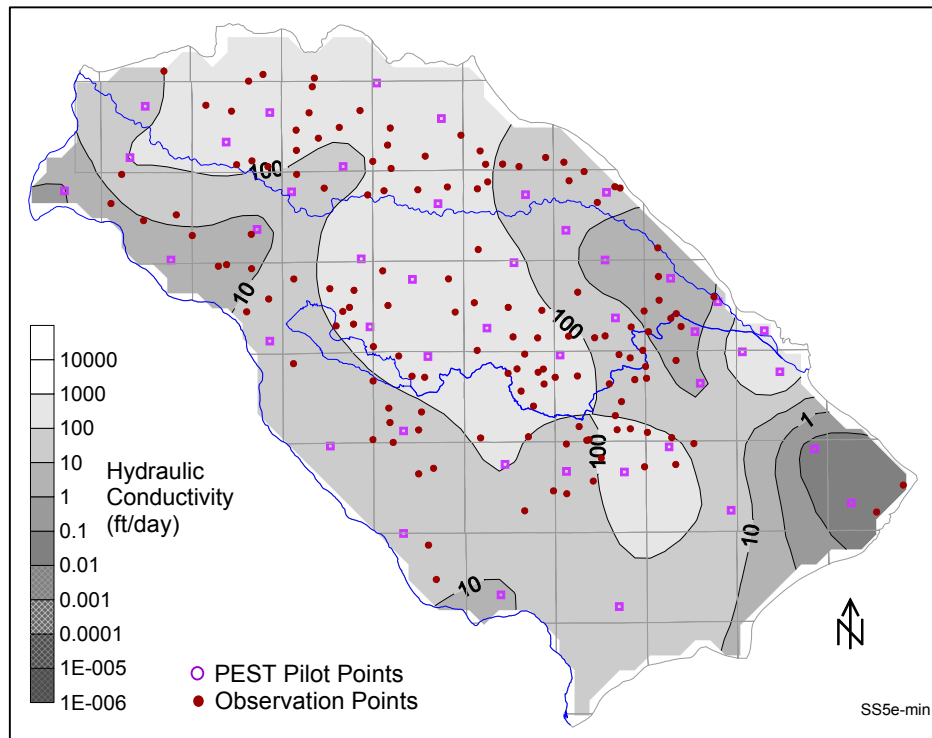 100
10
100
1
100
10
10
10000
1000
100
10
1
0.1
0.01
0.001
0.0001
1E-005
1E-006
Hydraulic
Conductivity
(ft/day)
N
PEST Pilot Points
Observation Points
SS5e-min